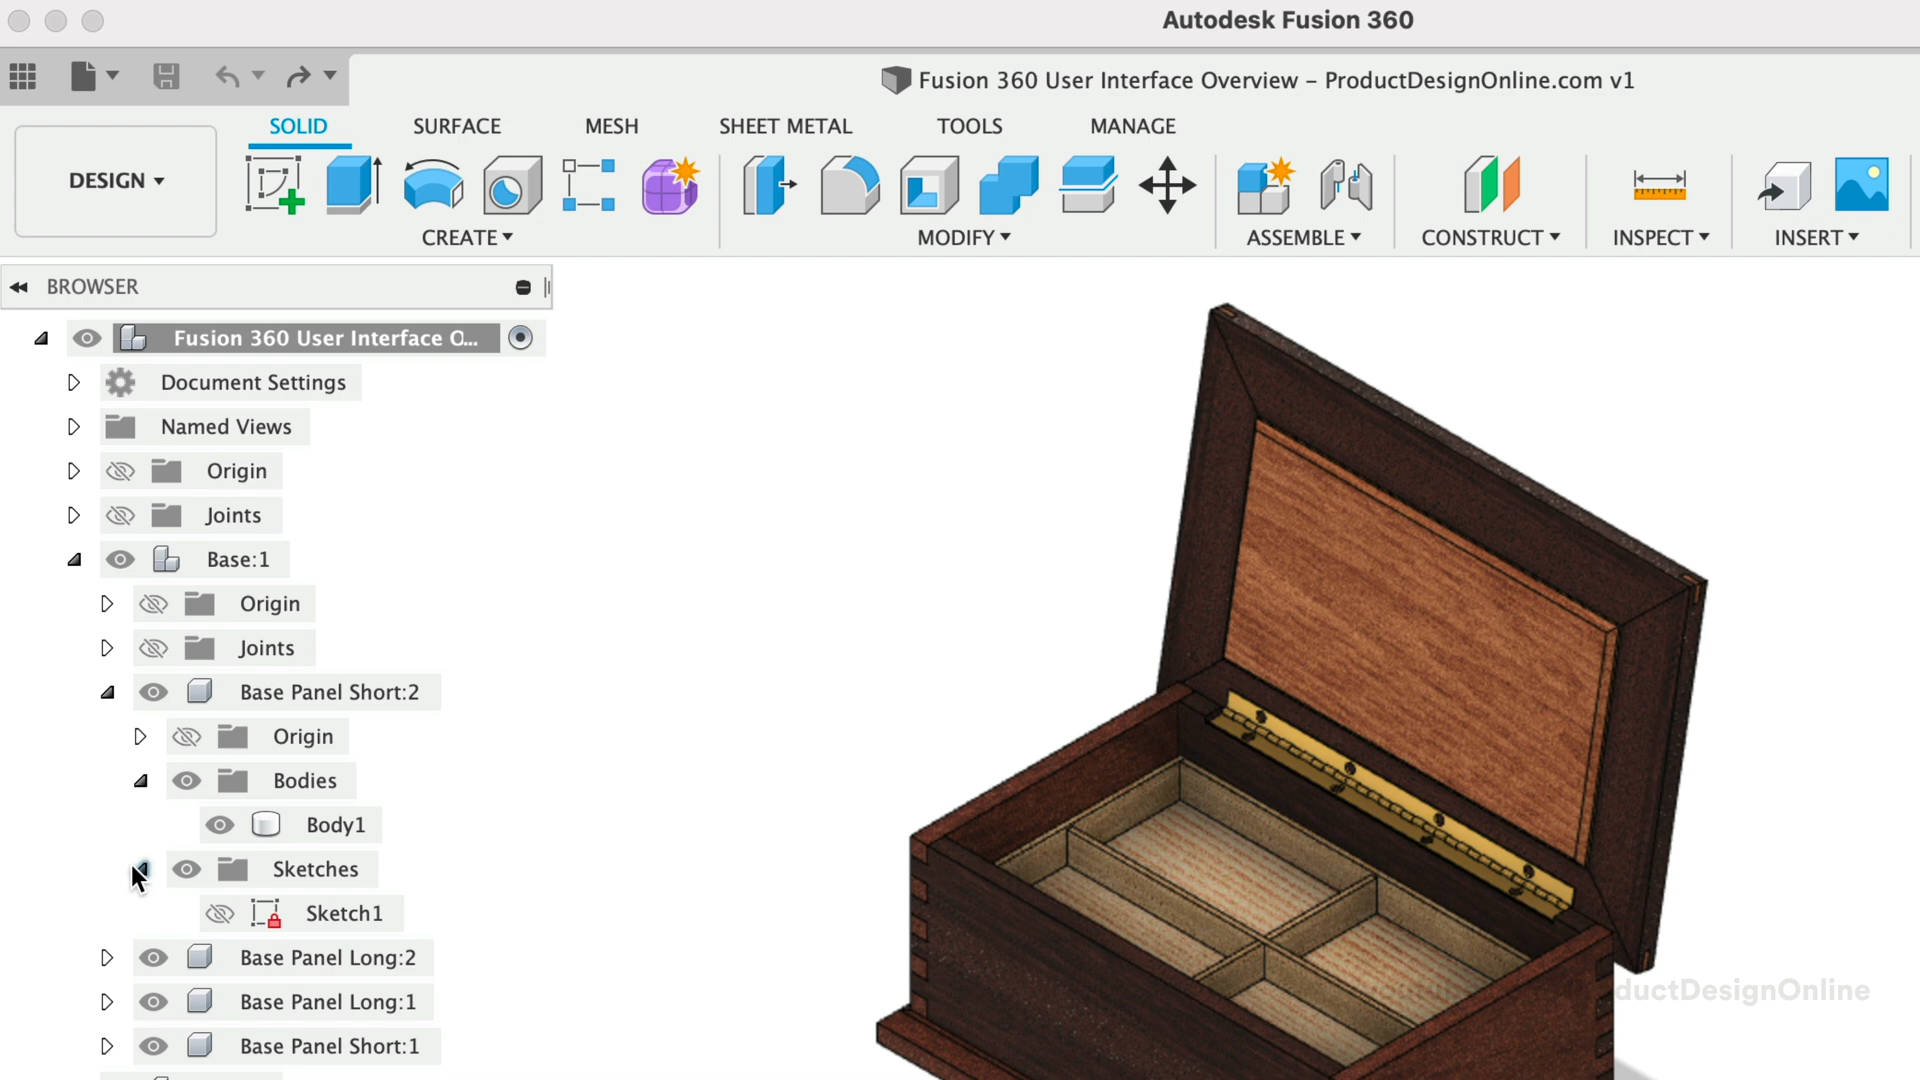 Autodesk Fusion 360
Fusion 360 User Interface Overview – ProductDesignOnline.com v1
SOLID SURFACE MESH SHEET METAL TOOLS MANAGE
DESIGN
CREATE MODIFY ASSEMBLE CONSTRUCT INSPECT INSERT
BROWSER
Fusion 360 User Interface O...
Document Settings
Named Views
Origin
Joints
Base:1
Origin
Joints
Base Panel Short:2
Origin
Bodies
Body1
Sketches
Sketch1
Base Panel Long:2
Base Panel Long:1
Base Panel Short:1
ductDesignOnline